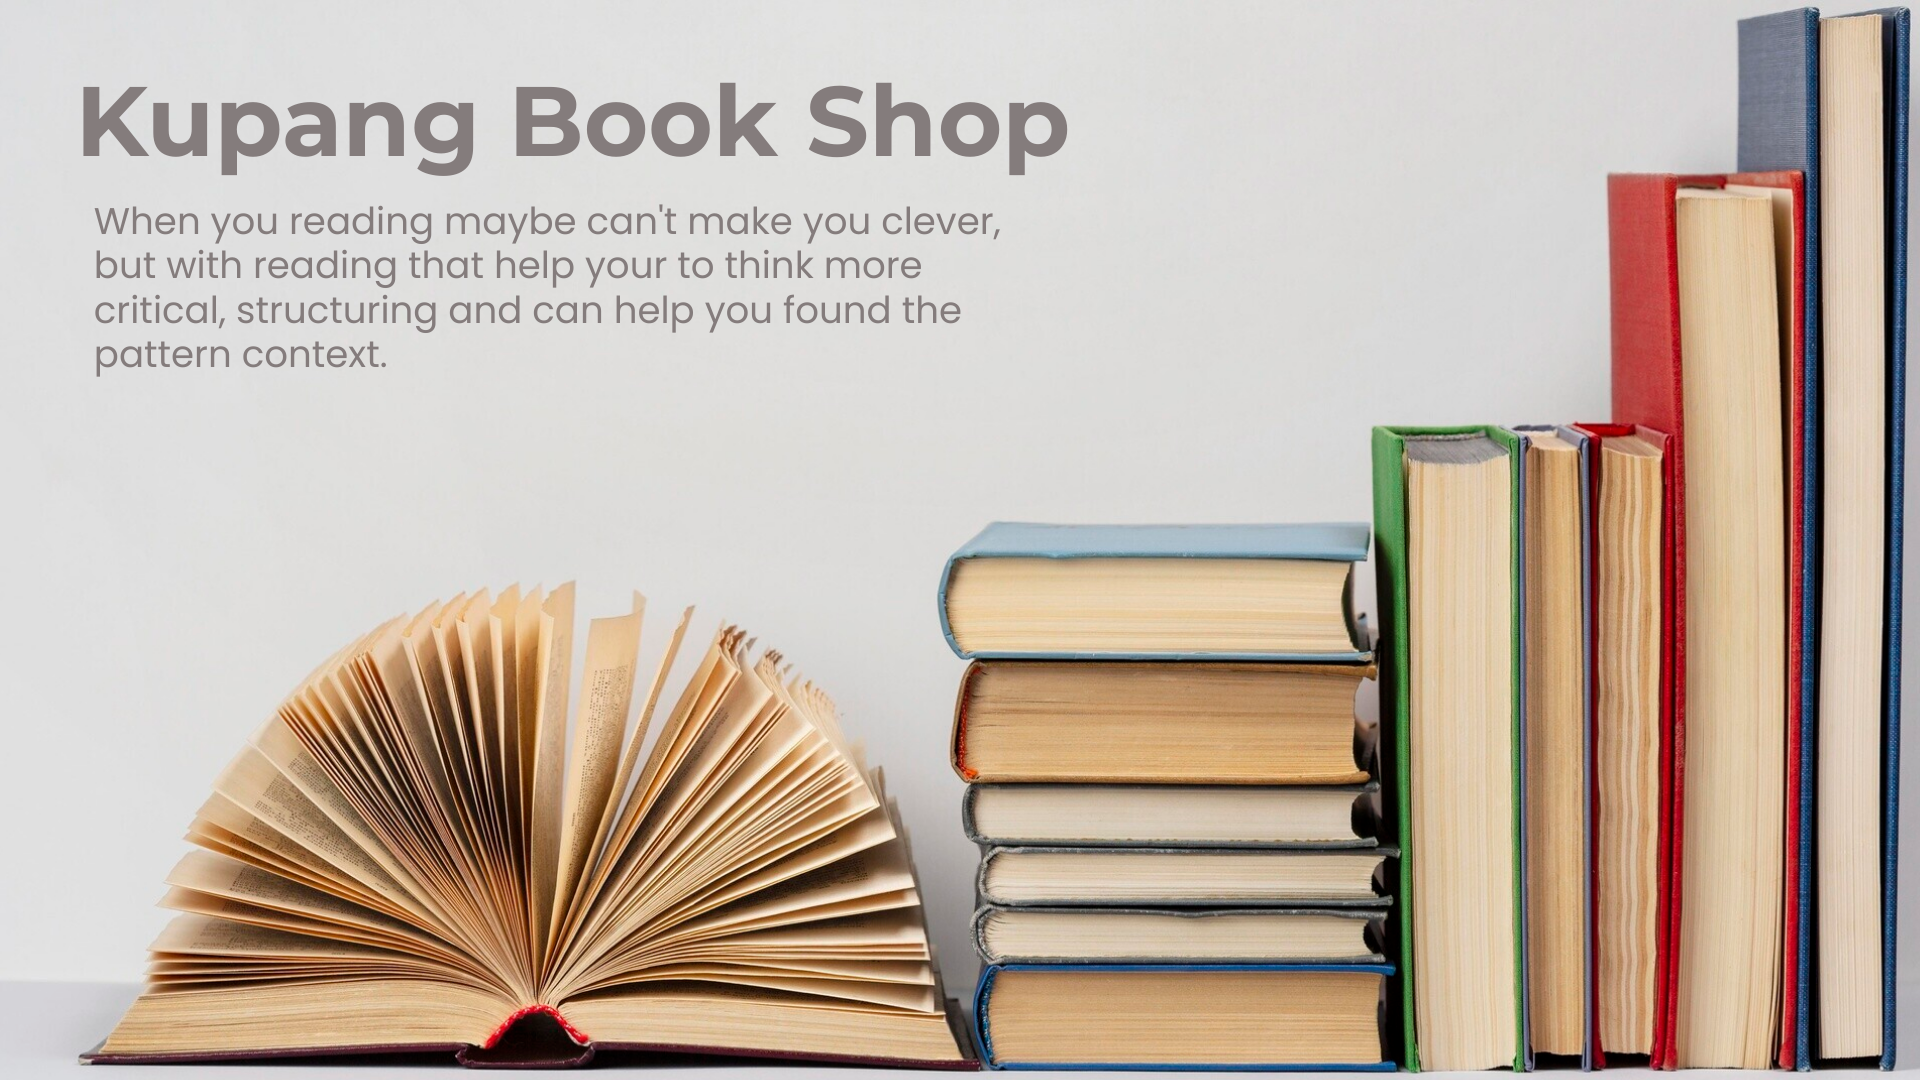 Kupang Book Shop
When you reading maybe can't make you clever,
but with reading that help your to think more
critical, structuring and can help you found the
pattern context.